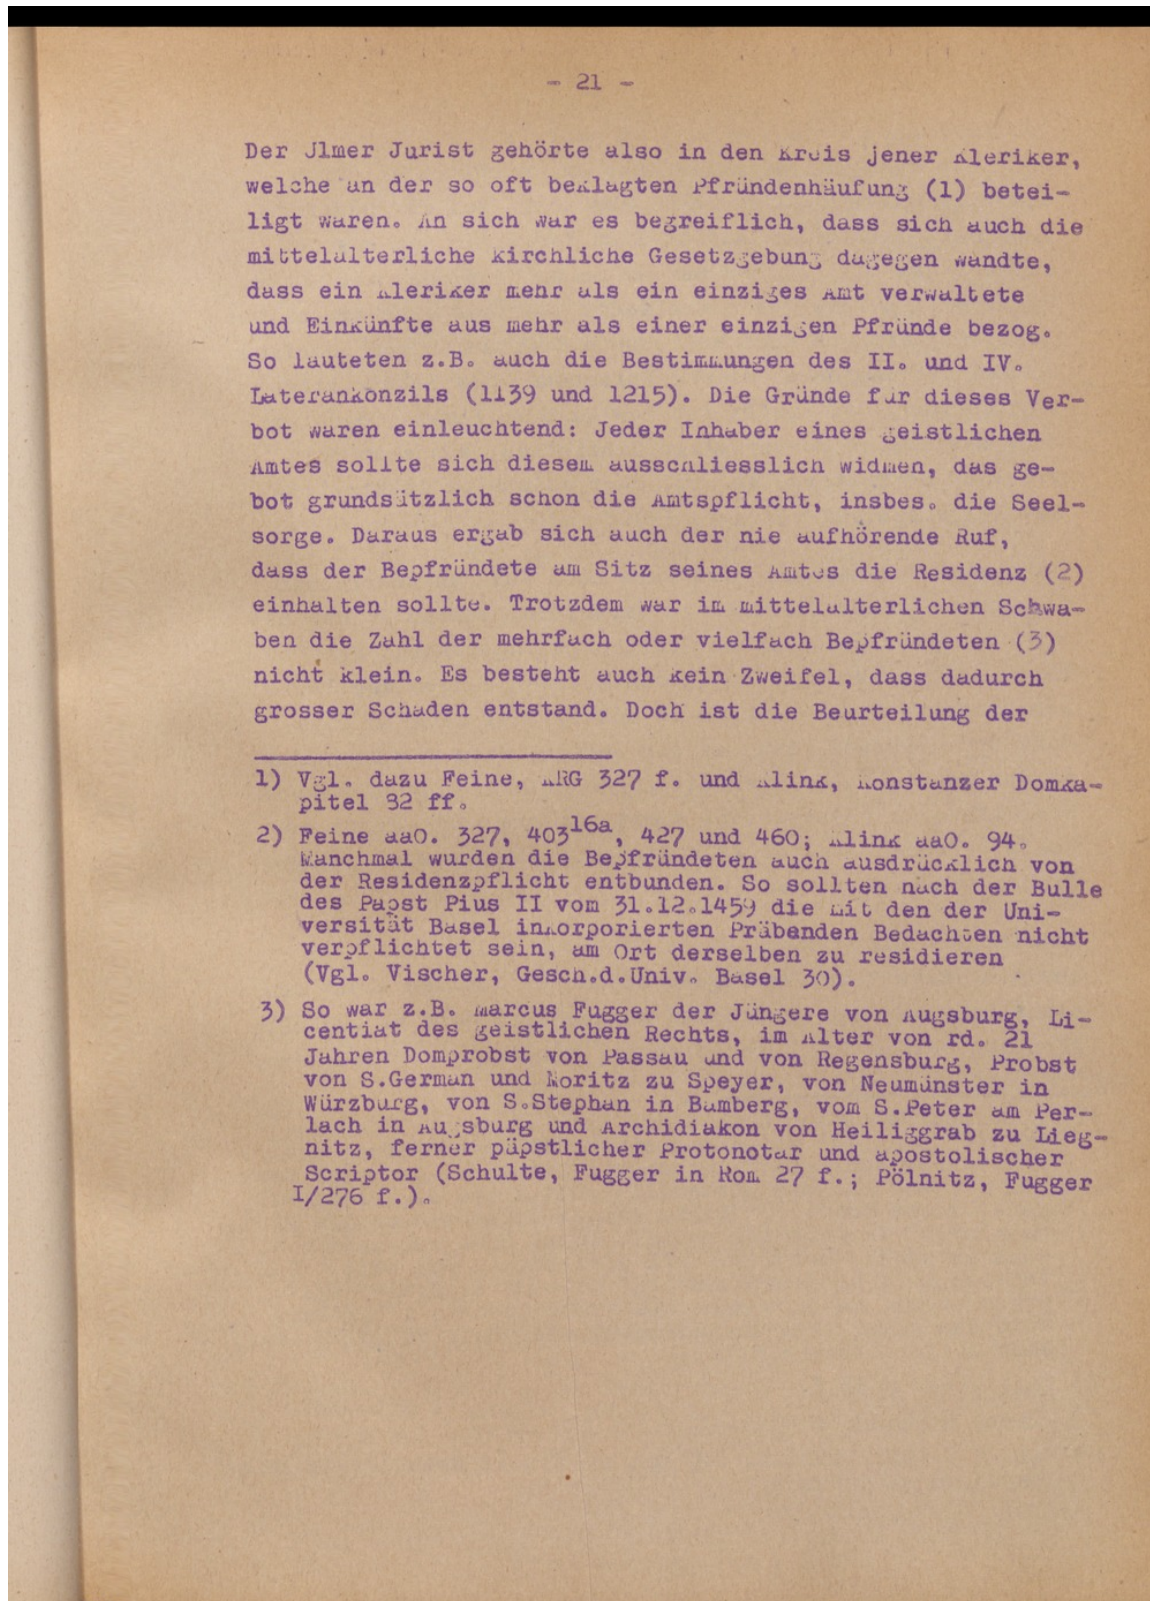 - 21 -
Der Ulmer Jurist gehörte also in den Kreis jener Kleriker,
welche an der so oft beklagten Pfründenhäufung (1) betei-
ligt waren. An sich war es begreiflich, dass sich auch die
mittelalterliche kirchliche Gesetzgebung dagegen wandte,
dass ein Kleriker mehr als ein einziges Amt verwaltete
und Einkünfte aus mehr als einer einzigen Pfründe bezog.
So lauteten z.B. auch die Bestimmungen des II. und IV.
Laterankonzils (1139 und 1215). Die Gründe für dieses Ver-
bot waren einleuchtend: Jeder Inhaber eines geistlichen
Amtes sollte sich diesem ausschliesslich widmen, das ge-
bot grundsätzlich schon die Amtspflicht, insbes. die Seel-
sorge. Daraus ergab sich auch der nie aufhörende Ruf,
dass der Bepfründete am Sitz seines Amtes die Residenz (2)
einhalten sollte. Trotzdem war im mittelalterlichen Schwa-
ben die Zahl der mehrfach oder vielfach Bepfründeten (3)
nicht klein. Es besteht auch kein Zweifel, dass dadurch
grosser Schaden entstand. Doch ist die Beurteilung der
1) Vgl. dazu Feine, KRG 327 f. und Klink, Konstanzer Domka-
pitel 92 ff.
2) Feine aaO. 327, 403 16a, 427 und 460; Klink aaO. 94.
Manchmal wurden die Bepfründeten auch ausdrücklich von
der Residenzpflicht entbunden. So sollten nach der Bulle
des Papst Pius II vom 31.12.1459 die mit den der Uni-
versität Basel inkorporierten Präbenden Bedachten nicht
verpflichtet sein, am Ort derselben zu residieren
(Vgl. Vischer, Gesch.d.Univ. Basel 30).
3) So war z.B. Marcus Fugger der Jüngere von Augsburg, Li-
centiat des geistlichen Rechts, im Alter von rd. 21
Jahren Domprobst von Passau und von Regensburg, Probst
von S.German und Moritz zu Speyer, von Neumünster in
Würzburg, von S.Stephan in Bamberg, vom S.Peter am Per-
lach in Augsburg und Archidiakon von Heiliggrab zu Lieg-
nitz, ferner päpstlicher Protonotar und apostolischer
Scriptor (Schulte, Fugger in Rom 27 f.; Pölnitz, Fugger
I/276 f.).